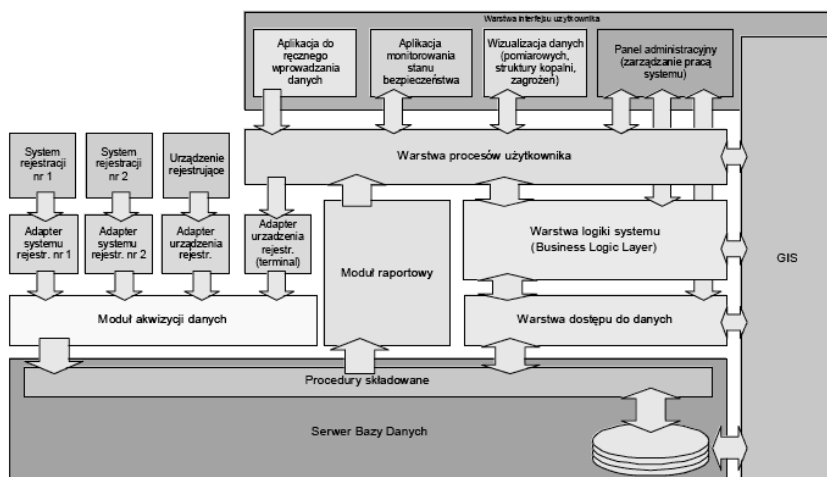 Warstwa interfejsu użytkownika
Aplikacja do
ręcznego
wprowadzania
danych
Aplikacja
monitorowania
stanu
bezpieczeństwa
Wizualizacja danych
(pomiarowych,
struktury kopalni,
zagrożeń)
Panel administracyjny
(zarządzanie pracą
systemu)
System
rejestracji
nr 1
System
rejestracji
nr 2
Urządzenie
rejestrujące
Warstwa procesów użytkownika
Adapter
systemu
rejestr. nr 1
Adapter
systemu
rejestr. nr 2
Adapter
urządzenia
rejestr.
Adapter
urzadzenia
rejestr.
(terminal)
Moduł raportowy
Warstwa logiki systemu
(Business Logic Layer)
GIS
Moduł akwizycji danych
Warstwa dostępu do danych
Procedury składowane
Serwer Bazy Danych